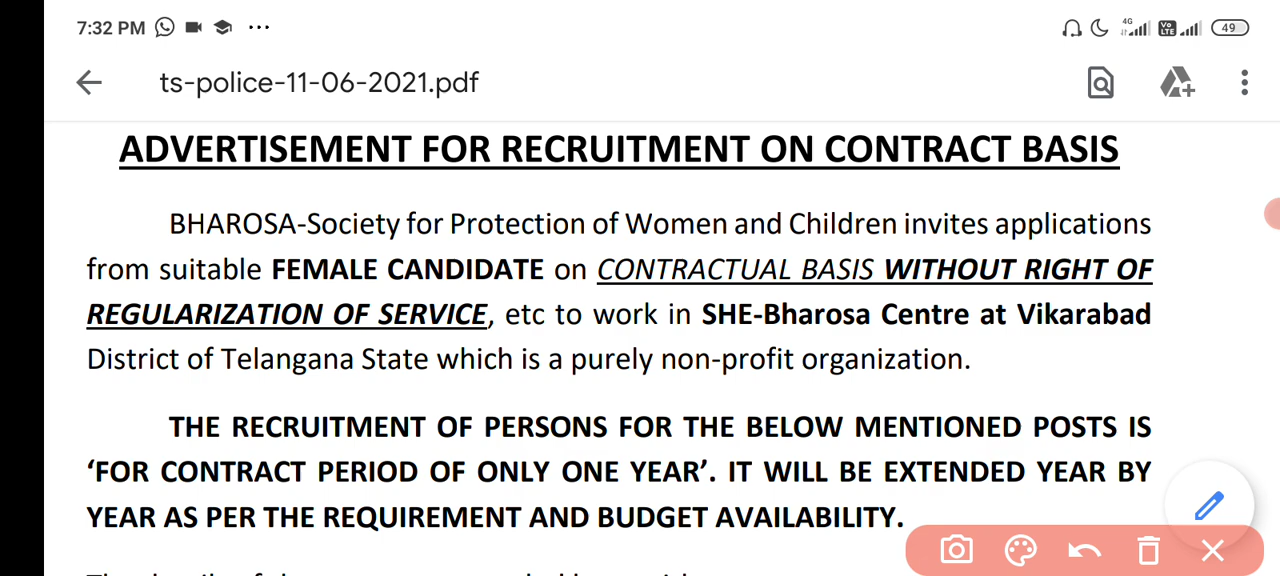 7:32 PM 4G Vo LTE 49
ts-police-11-06-2021.pdf
ADVERTISEMENT FOR RECRUITMENT ON CONTRACT BASIS
BHAROSA-Society for Protection of Women and Children invites applications
from suitable FEMALE CANDIDATE on CONTRACTUAL BASIS WITHOUT RIGHT OF
REGULARIZATION OF SERVICE, etc to work in SHE-Bharosa Centre at Vikarabad
District of Telangana State which is a purely non-profit organization.
THE RECRUITMENT OF PERSONS FOR THE BELOW MENTIONED POSTS IS
‘FOR CONTRACT PERIOD OF ONLY ONE YEAR’. IT WILL BE EXTENDED YEAR BY
YEAR AS PER THE REQUIREMENT AND BUDGET AVAILABILITY.